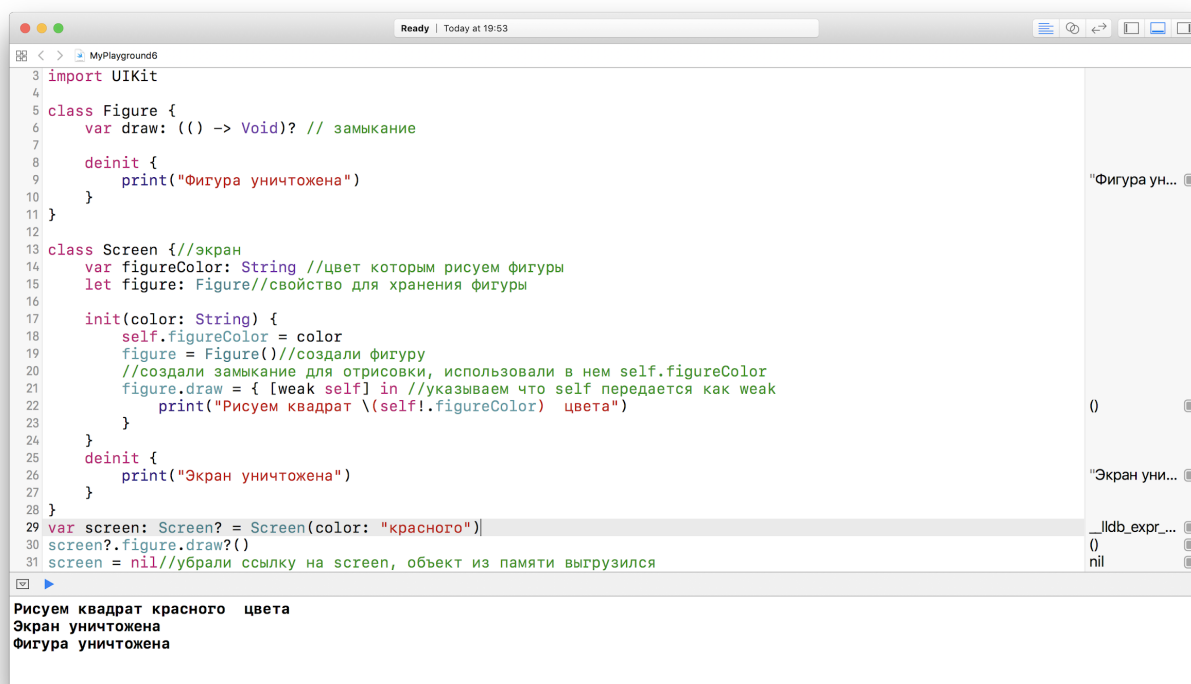 Ready | Today at 19:53
MyPlayground6
3 import UIKit
4
5 class Figure {
6     var draw: (() -> Void)? // замыкание
7
8     deinit {
9         print("Фигура уничтожена")
10     }
11 }
12
13 class Screen {//экран
14     var figureColor: String //цвет которым рисуем фигуры
15     let figure: Figure//свойство для хранения фигуры
16
17     init(color: String) {
18         self.figureColor = color
19         figure = Figure()//создали фигуру
20         //создали замыкание для отрисовки, использовали в нем self.figureColor
21         figure.draw = { [weak self] in //указываем что self передается как weak
22             print("Рисуем квадрат \(self!.figureColor)  цвета")
23         }
24     }
25     deinit {
26         print("Экран уничтожена")
27     }
28 }
29 var screen: Screen? = Screen(color: "красного")
30 screen?.figure.draw?()
31 screen = nil//убрали ссылку на screen, объект из памяти выгрузился
"Фигура ун...
()
"Экран уни...
__lldb_expr_...
()
nil
Рисуем квадрат красного  цвета
Экран уничтожена
Фигура уничтожена